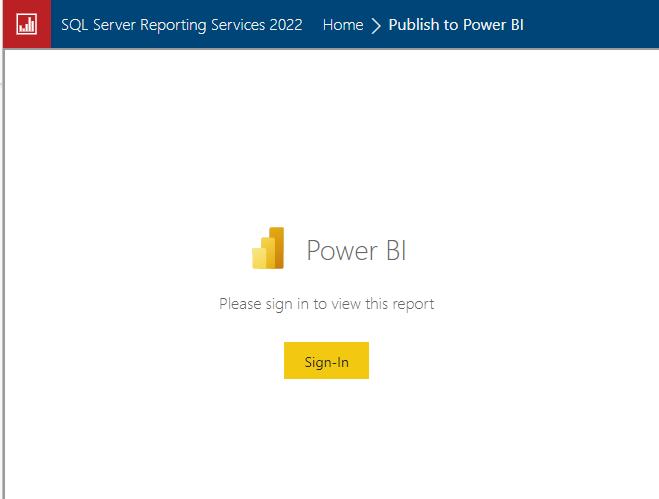 SQL Server Reporting Services 2022 Home > Publish to Power BI
Power BI
Please sign in to view this report
Sign-In